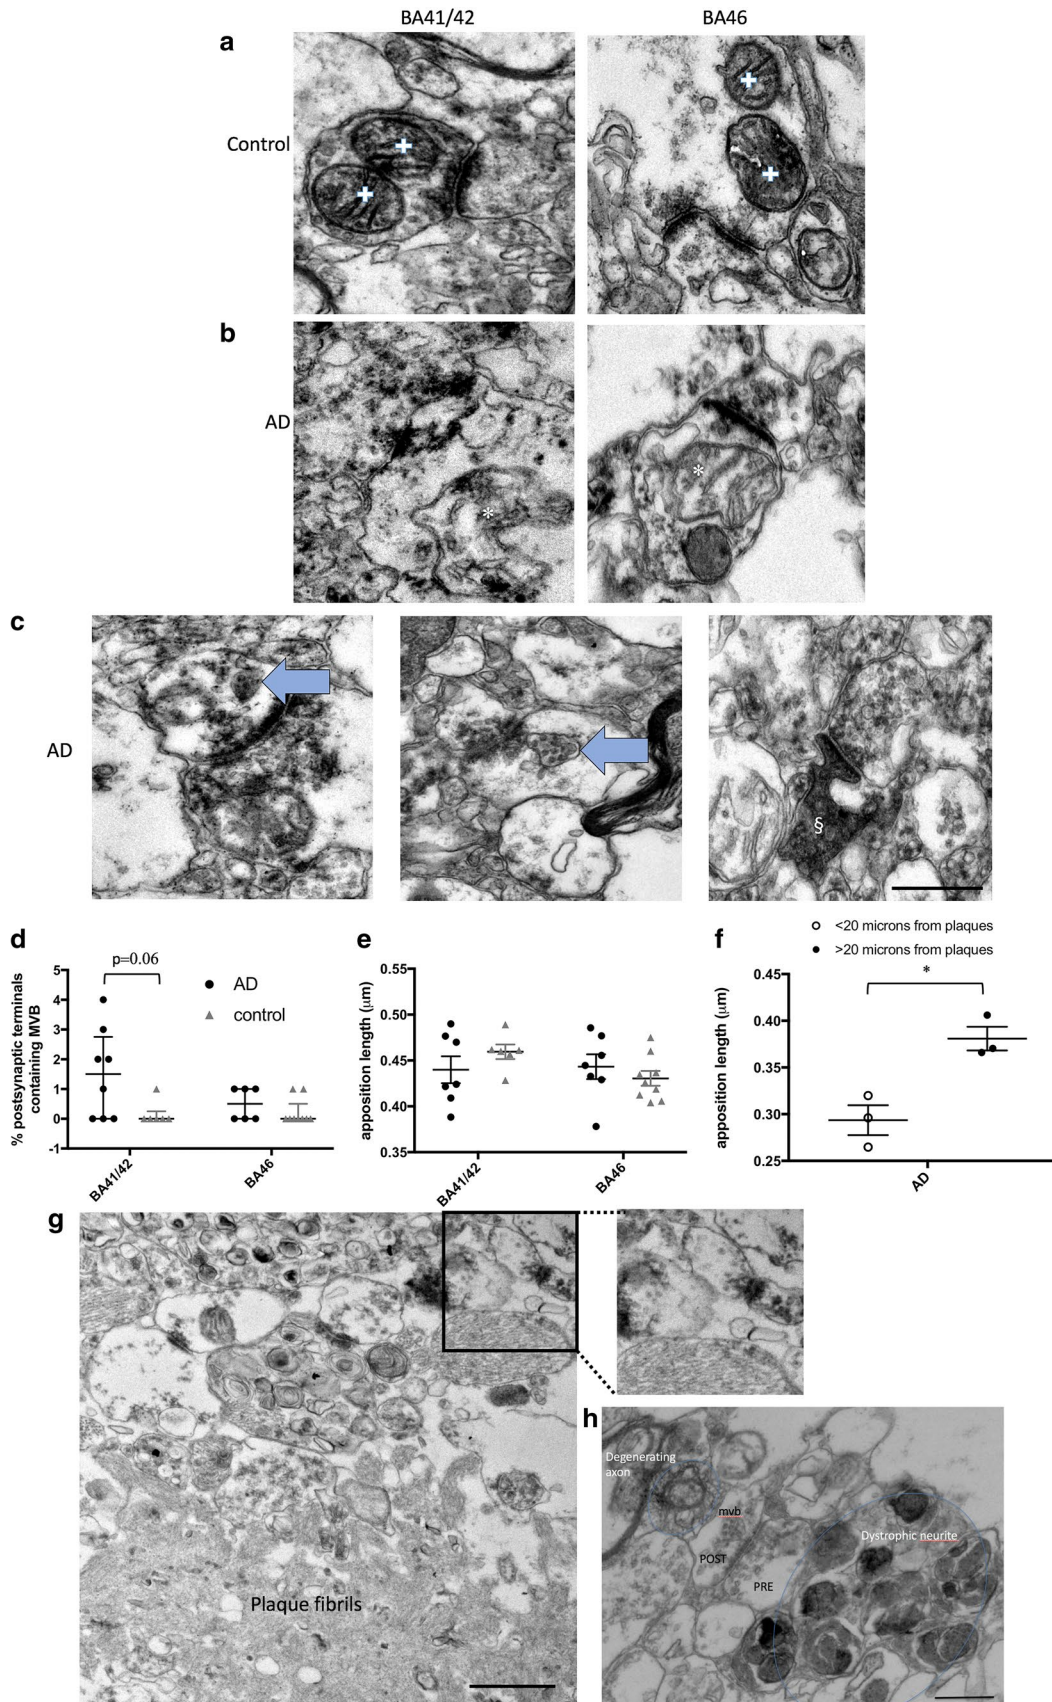 BA41/42 BA46
a
Control
b
AD
*
*
c
AD
§
○ <20 microns from plaques
● >20 microns from plaques
d
p=0.06
● AD
▲ control
% postsynaptic terminals
containing MVB
5
4
3
2
1
0
-1
BA41/42
BA46
e
apposition length (μm)
0.55
0.50
0.45
0.40
0.35
BA41/42
BA46
f
*
apposition length (μm)
0.45
0.40
0.35
0.30
0.25
AD
g
Plaque fibrils
h
Degenerating
axon
mvb
POST
PRE
Dystrophic neurite